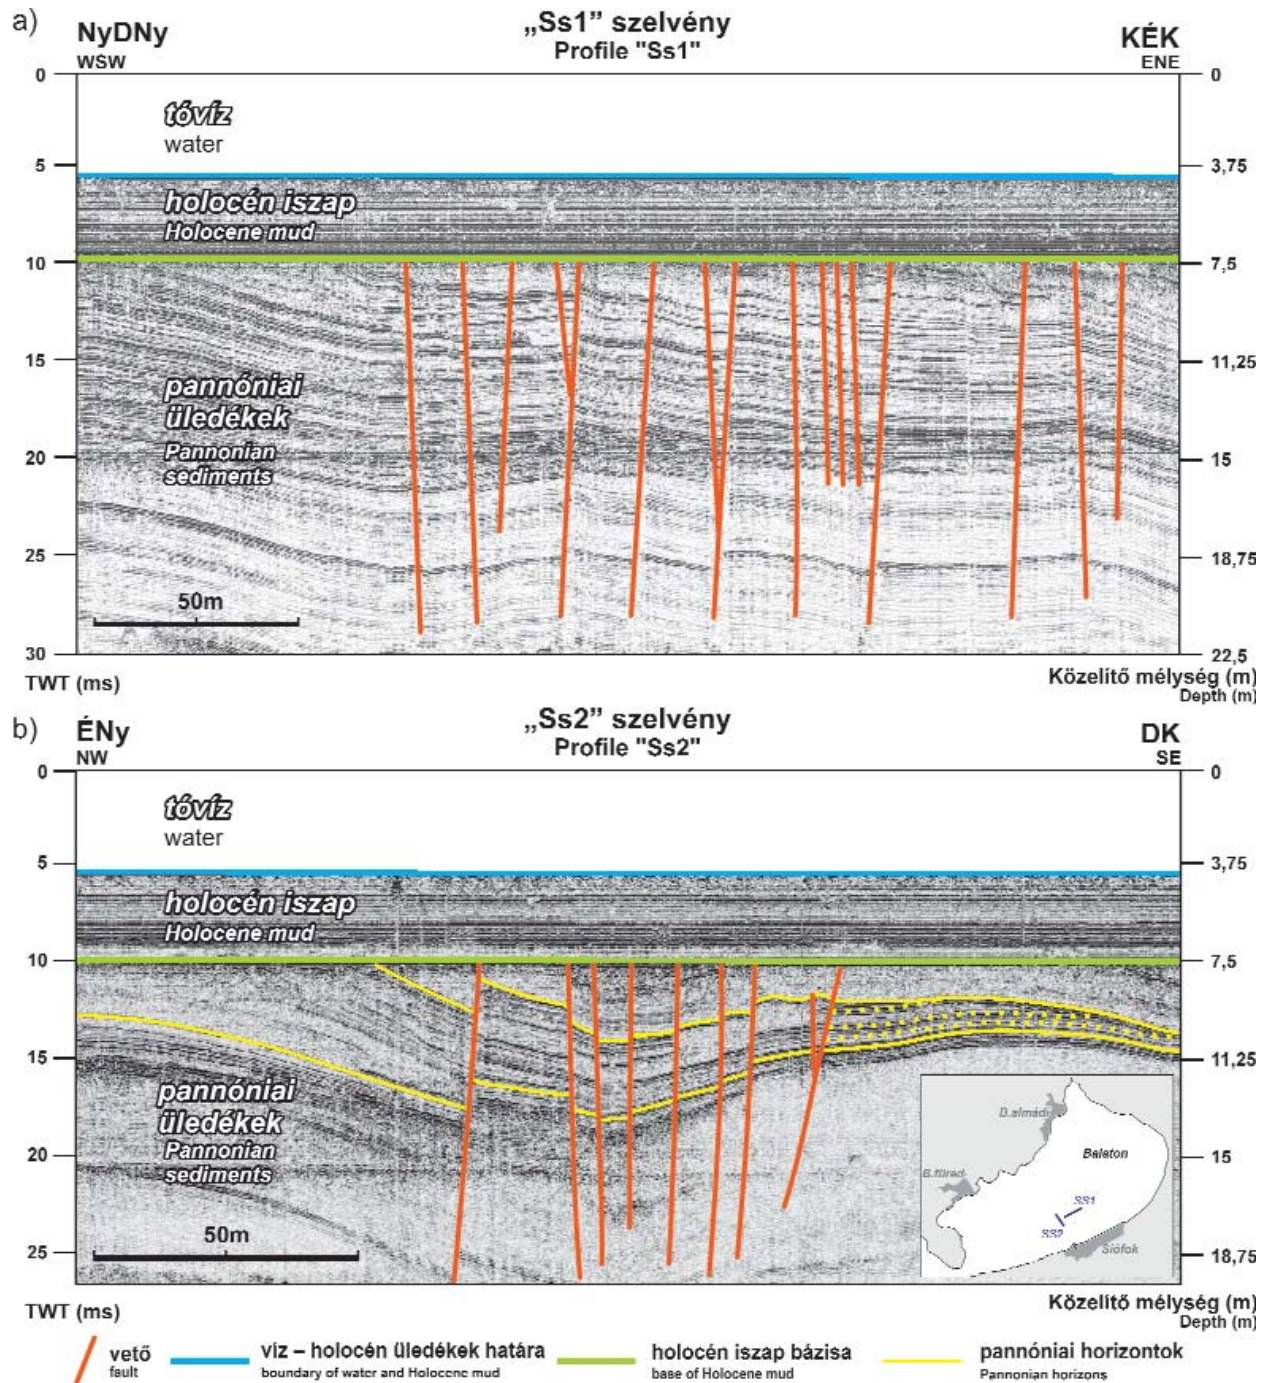 a)
NyDNy
WSW
„Ss1” szelvény
Profile "Ss1"
KÉK
ENE
0
0
tóvíz
water
5
3,75
holocén iszap
Holocene mud
10
7,5
15
11,25
pannóniai
üledékek
Pannonian
sediments
20
15
25
18,75
50m
30
22,5
TWT (ms)
Közelítő mélység (m)
Depth (m)
b)
ÉNy
NW
„Ss2” szelvény
Profile "Ss2"
DK
SE
0
0
tóvíz
water
5
3,75
holocén iszap
Holocene mud
10
7,5
15
11,25
pannóniai
üledékek
Pannonian
sediments
20
15
25
18,75
50m
D.almádi
Balaton
B.füred
SS1
SS2
Siófok
TWT (ms)
Közelítő mélység (m)
Depth (m)
vető
fault
víz – holocén üledékek határa
boundary of water and Holocene mud
holocén iszap bázisa
base of Holocene mud
pannóniai horizontok
Pannonian horizons